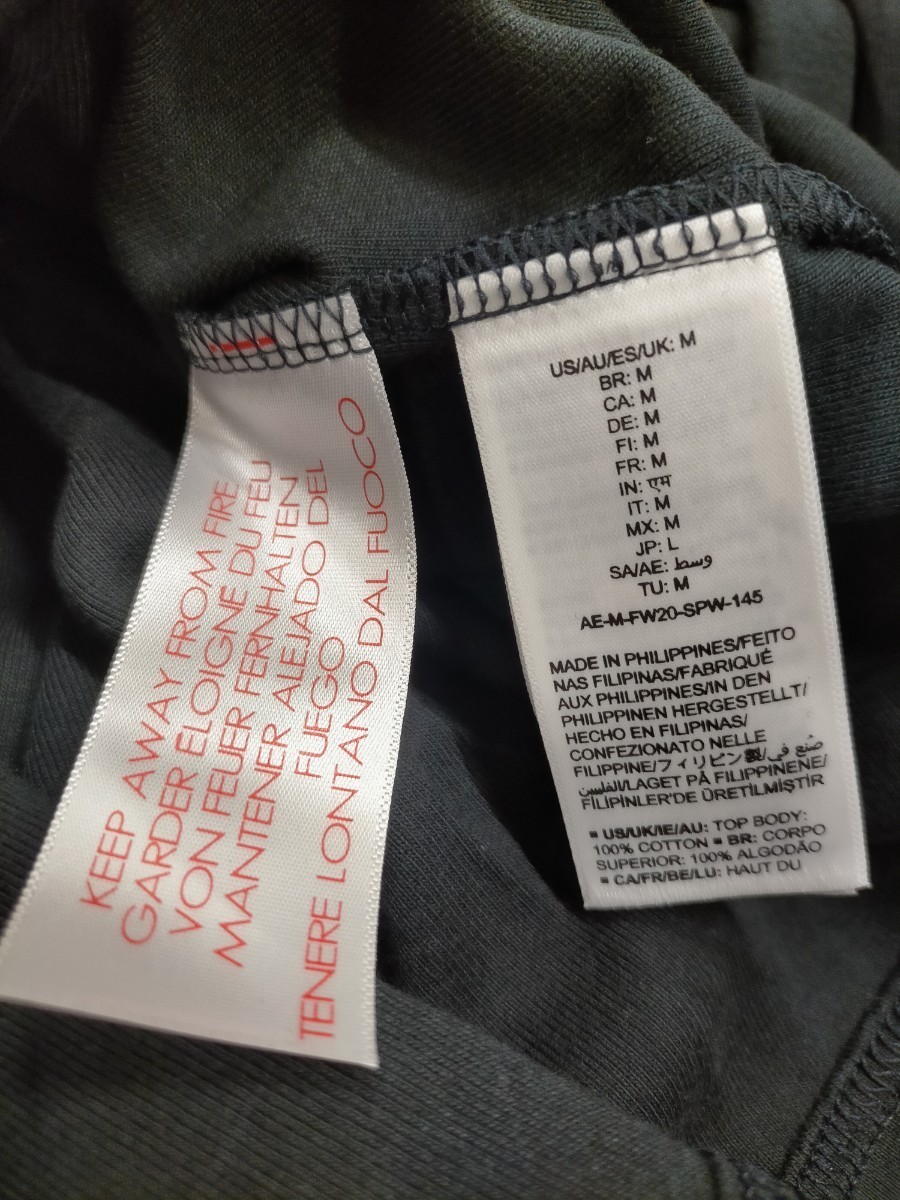 KEEP AWAY FROM FIRE
GARDER ELOIGNE DU FEU
VON FEUER FERNHALTEN
MANTENER ALEJADO DEL
FUEGO
TENERE LONTANO DAL FUOCO
US/AU/ES/UK: M
BR: M
CA: M
DE: M
FI: M
FR: M
IN: एम
IT: M
MX: M
JP: L
SA/AE: وسط
TU: M
AE-M-FW20-SPW-145
MADE IN PHILIPPINES/FEITO
NAS FILIPINAS/FABRIQUÉ
AUX PHILIPPINES/IN DEN
PHILIPPINEN HERGESTELLT/
HECHO EN FILIPINAS/
CONFEZIONATO NELLE
FILIPPINE/フィリピン製/صُنع في
الفلبين/LAGET PÅ FILIPPINENE/
FİLİPİNLER'DE ÜRETİLMİŞTİR
■ US/UK/IE/AU: TOP BODY:
100% COTTON ■ BR: CORPO
SUPERIOR: 100% ALGODÃO
■ CA/FR/BE/LU: HAUT DU